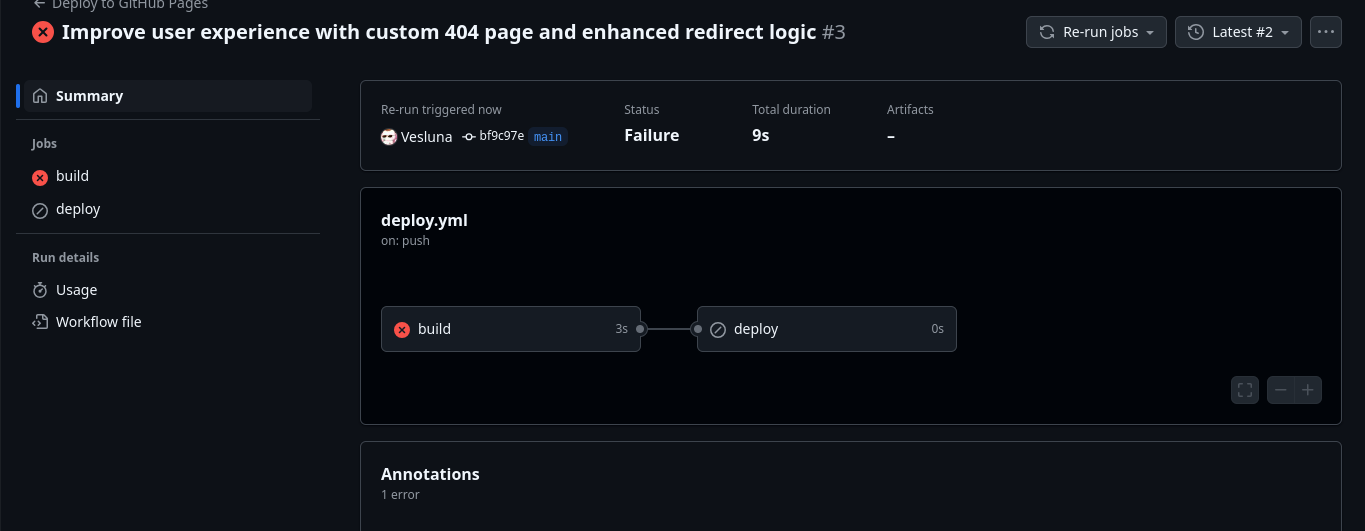 ← Deploy to GitHub Pages
Improve user experience with custom 404 page and enhanced redirect logic #3
Re-run jobs
Latest #2
Summary
Jobs
build
deploy
Run details
Usage
Workflow file
Re-run triggered now
Vesluna bf9c97e main
Status
Failure
Total duration
9s
Artifacts
–
deploy.yml
on: push
build 3s
deploy 0s
Annotations
1 error